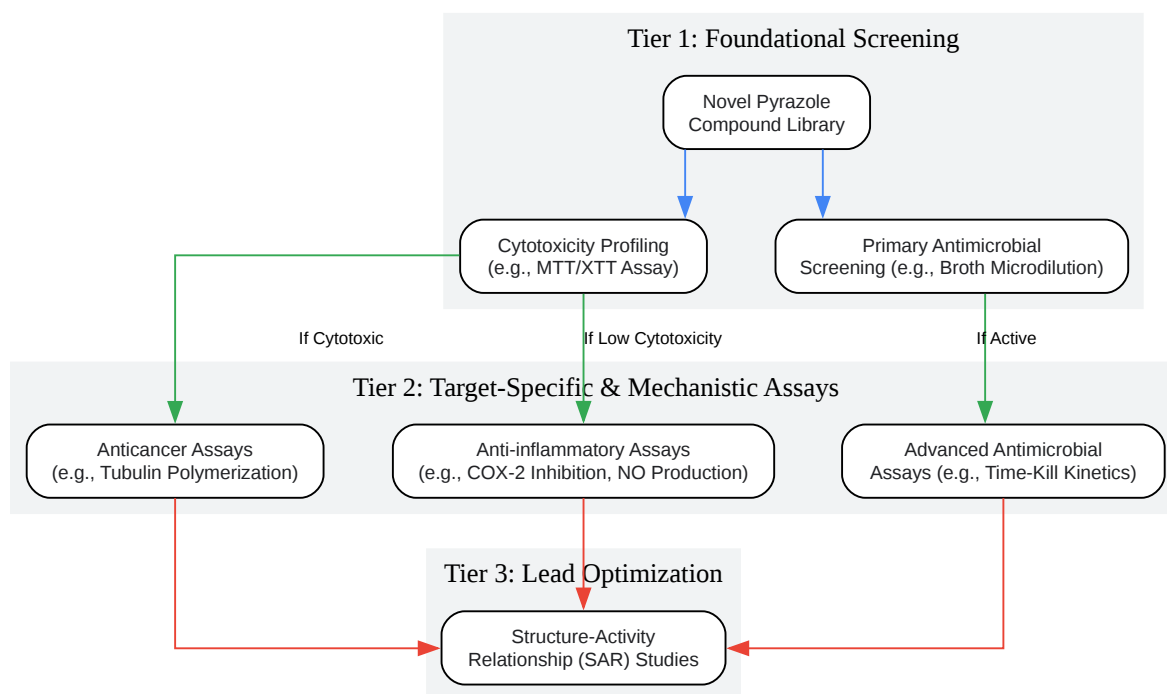 Tier 1: Foundational Screening
Novel Pyrazole
Compound Library
Cytotoxicity Profiling
(e.g., MTT/XTT Assay)
Primary Antimicrobial
Screening (e.g., Broth Microdilution)
If Cytotoxic
If Low Cytotoxicity
If Active
Tier 2: Target-Specific & Mechanistic Assays
Anticancer Assays
(e.g., Tubulin Polymerization)
Anti-inflammatory Assays
(e.g., COX-2 Inhibition, NO Production)
Advanced Antimicrobial
Assays (e.g., Time-Kill Kinetics)
Tier 3: Lead Optimization
Structure-Activity
Relationship (SAR) Studies